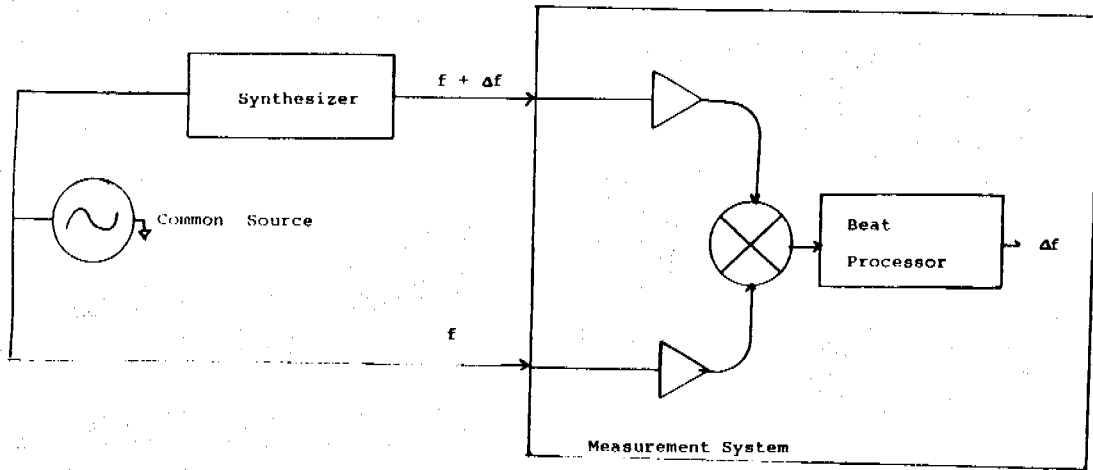 f + Δf
Synthesizer
Common Source
Beat
Processor
Δf
f
Measurement System